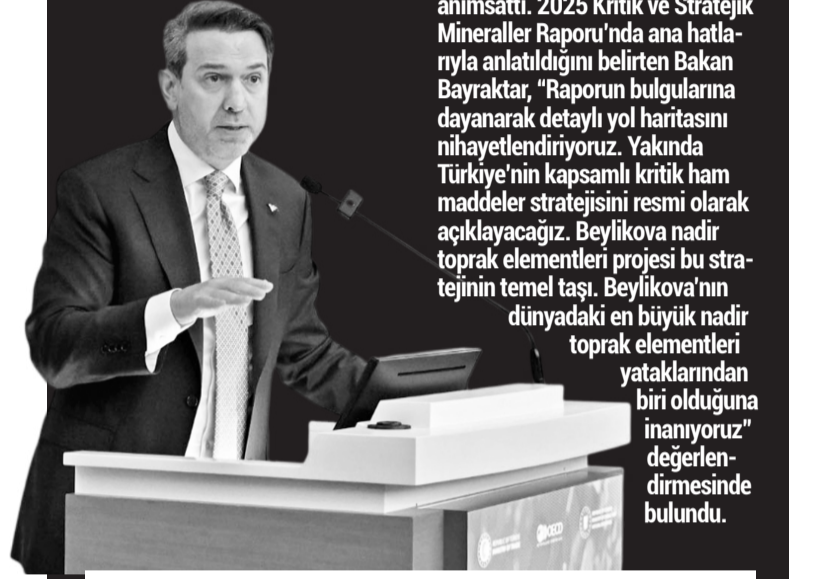 anımsattı. 2025 Kritik ve Stratejik
Mineraller Raporu'nda ana hatla-
rıyla anlatıldığını belirten Bakan
Bayraktar, “Raporun bulgularına
dayanarak detaylı yol haritasını
nihayetlendiriyoruz. Yakında
Türkiye'nin kapsamlı kritik ham
maddeler stratejisini resmi olarak
açıklayacağız. Beylikova nadir
toprak elementleri projesi bu stra-
tejinin temel taşı. Beylikova'nın
dünyadaki en büyük nadir
toprak elementleri
yataklarından
biri olduğuna
inanıyoruz”
değerlen-
dirmesinde
bulundu.
OECD